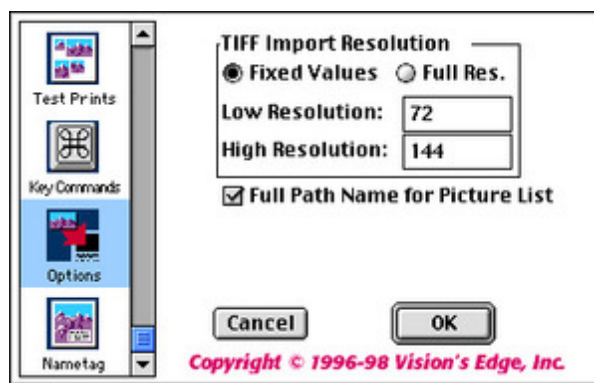 Test Prints
Key Commands
Options
Nametag
TIFF Import Resolution
Fixed Values Full Res.
Low Resolution: 72
High Resolution: 144
Full Path Name for Picture List
Cancel OK
Copyright © 1996-98 Vision's Edge, Inc.